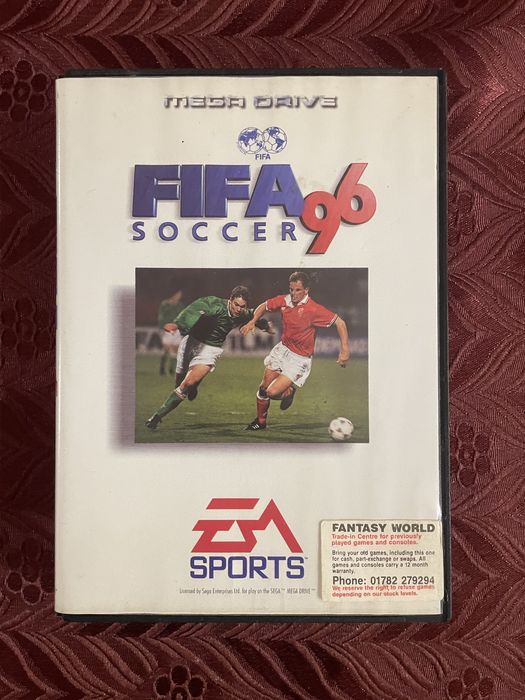 MEGA DRIVE
FIFA
FIFA 96
SOCCER
EA
SPORTS
Licensed by Sega Enterprises Ltd. for play on the SEGA™ MEGA DRIVE™
FANTASY WORLD
Trade-in Centre for previously
played games and consoles.
Bring your old games, including this one
for cash, part-exchange or swaps. All
games and consoles carry a 12 month
warranty.
Phone: 01782 279294
We reserve the right to refuse games
depending on our stock levels.